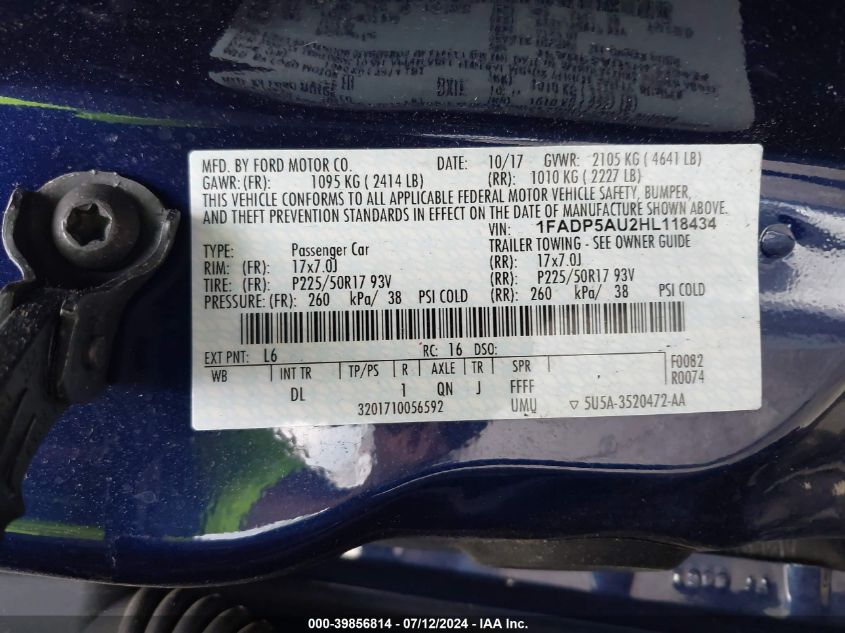 MFD. BY FORD MOTOR CO. DATE: 10/17 GVWR: 2105 KG ( 4641 LB)
GAWR: (FR): 1095 KG ( 2414 LB) (RR): 1010 KG ( 2227 LB)
THIS VEHICLE CONFORMS TO ALL APPLICABLE FEDERAL MOTOR VEHICLE SAFETY, BUMPER,
AND THEFT PREVENTION STANDARDS IN EFFECT ON THE DATE OF MANUFACTURE SHOWN ABOVE.
VIN: 1FADP5AU2HL118434
TYPE: Passenger Car TRAILER TOWING - SEE OWNER GUIDE
RIM: (FR): 17x7.0J (RR): 17x7.0J
TIRE: (FR): P225/50R17 93V (RR): P225/50R17 93V
PRESSURE: (FR): 260 kPa/ 38 PSI COLD (RR): 260 kPa/ 38 PSI COLD
EXT PNT: L6 RC: 16 DSO:
WB INT TR TP/PS R AXLE TR SPR F0082
R0074
DL 1 QN J FFFF
3201710056592 UMU ▽ 5U5A-3520472-AA
000-39856814 - 07/12/2024 - IAA Inc.